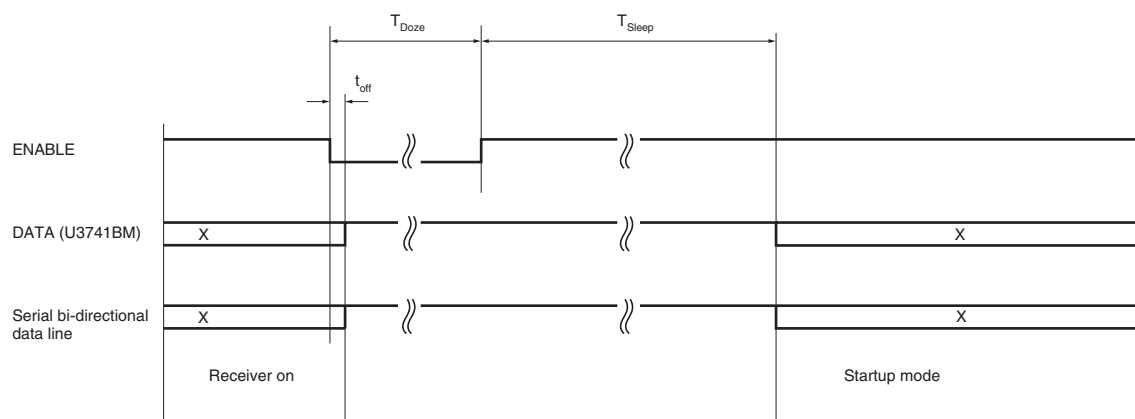 T_Doze
T_Sleep
t_off
ENABLE
DATA (U3741BM)
X
X
Serial bi-directional
data line
X
X
Receiver on
Startup mode